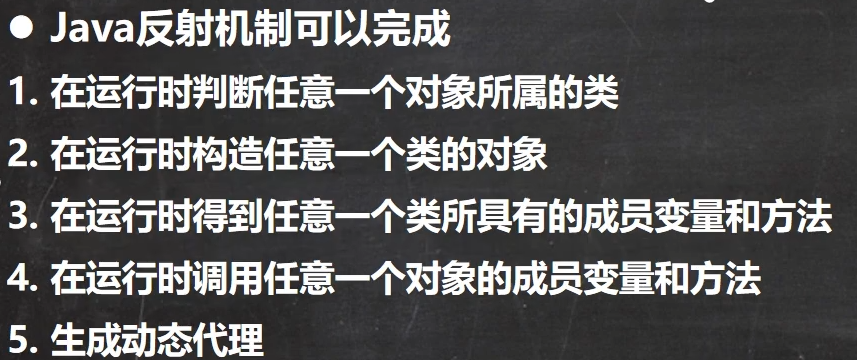 ● Java反射机制可以完成
1. 在运行时判断任意一个对象所属的类
2. 在运行时构造任意一个类的对象
3. 在运行时得到任意一个类所具有的成员变量和方法
4. 在运行时调用任意一个对象的成员变量和方法
5. 生成动态代理